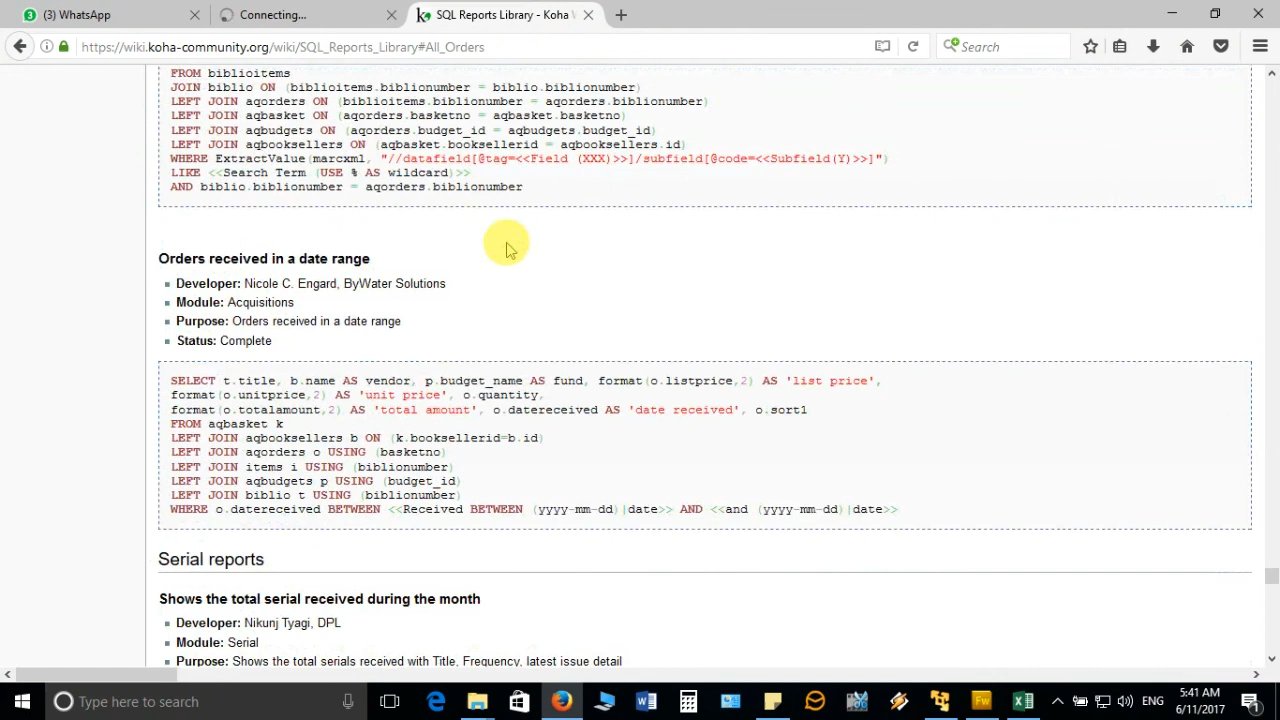 (3) WhatsApp
Connecting...
SQL Reports Library - Koha W
https://wiki.koha-community.org/wiki/SQL_Reports_Library#All_Orders
Search
FROM biblioitems
JOIN biblio ON (biblioitems.biblionumber = biblio.biblionumber)
LEFT JOIN aqorders ON (biblioitems.biblionumber = aqorders.biblionumber)
LEFT JOIN aqbasket ON (aqorders.basketno = aqbasket.basketno)
LEFT JOIN aqbudgets ON (aqorders.budget_id = aqbudgets.budget_id)
LEFT JOIN aqbooksellers ON (aqbasket.booksellerid = aqbooksellers.id)
WHERE ExtractValue(marcxml, "//datafield[@tag=<<Field (XXX)>>]/subfield[@code=<<Subfield(Y)>>]")
LIKE <<Search Term (USE % AS wildcard)>>
AND biblio.biblionumber = aqorders.biblionumber
Orders received in a date range
Developer: Nicole C. Engard, ByWater Solutions
Module: Acquisitions
Purpose: Orders received in a date range
Status: Complete
SELECT t.title, b.name AS vendor, p.budget_name AS fund, format(o.listprice,2) AS 'list price',
format(o.unitprice,2) AS 'unit price', o.quantity,
format(o.totalamount,2) AS 'total amount', o.datereceived AS 'date received', o.sort1
FROM aqbasket k
LEFT JOIN aqbooksellers b ON (k.booksellerid=b.id)
LEFT JOIN aqorders o USING (basketno)
LEFT JOIN items i USING (biblionumber)
LEFT JOIN aqbudgets p USING (budget_id)
LEFT JOIN biblio t USING (biblionumber)
WHERE o.datereceived BETWEEN <<Received BETWEEN (yyyy-mm-dd)|date>> AND <<and (yyyy-mm-dd)|date>>
Serial reports
Shows the total serial received during the month
Developer: Nikunj Tyagi, DPL
Module: Serial
Purpose: Shows the total serials received with Title, Frequency, latest issue detail
Type here to search
ENG
5:41 AM
6/11/2017
1